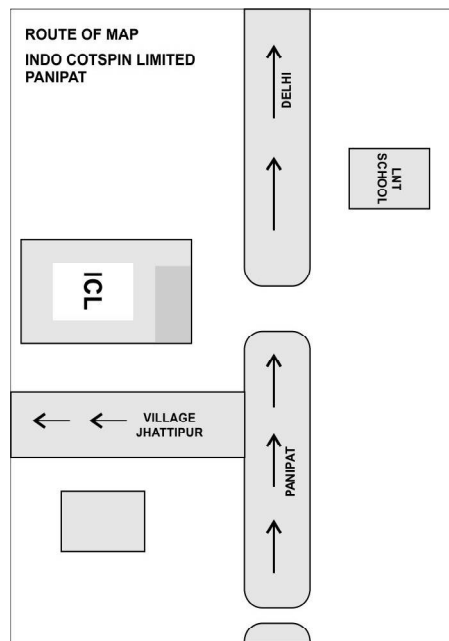 ROUTE OF MAP
INDO COTSPIN LIMITED
PANIPAT
DELHI
LNT
SCHOOL
ICL
VILLAGE
JHATTIPUR
PANIPAT